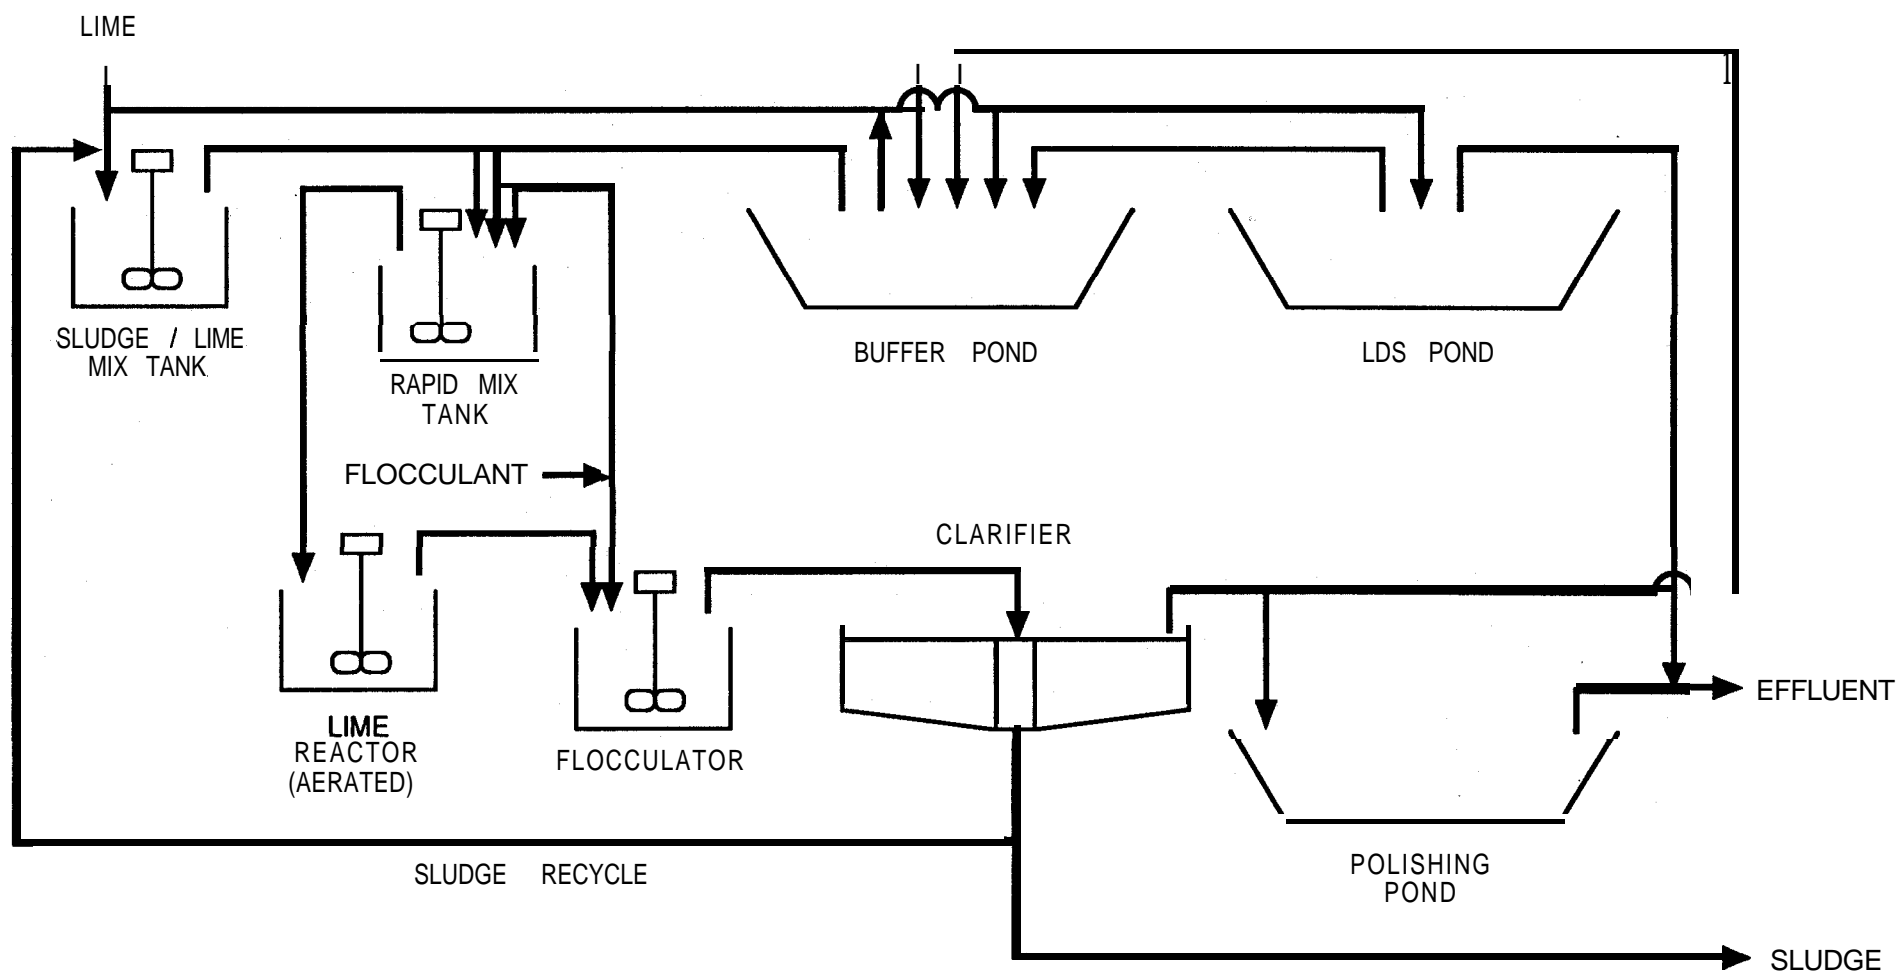 LIME
SLUDGE / LIME
MIX TANK
RAPID MIX
TANK
BUFFER POND
LDS POND
FLOCCULANT
CLARIFIER
LIME
REACTOR
(AERATED)
FLOCCULATOR
EFFLUENT
SLUDGE RECYCLE
POLISHING
POND
SLUDGE